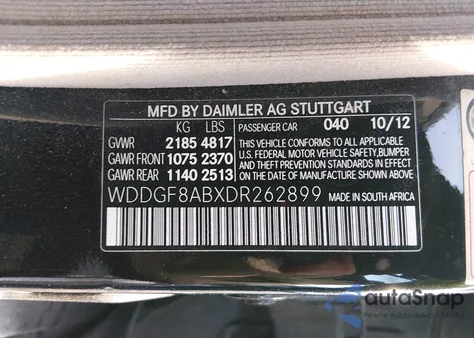 MFD BY DAIMLER AG STUTTGART
KG LBS PASSENGER CAR 040 10/12
GVWR 2185 4817
GAWR FRONT 1075 2370
GAWR REAR 1140 2513
THIS VEHICLE CONFORMS TO ALL APPLICABLE
U.S. FEDERAL MOTOR VEHICLE SAFETY,BUMPER,
AND THEFT PREVENTION STANDARDS IN EFFECT
ON THE DATE OF MANUFACTURE SHOWN ABOVE
WDDGF8ABXDR262899 MADE IN SOUTH AFRICA
autoSnap